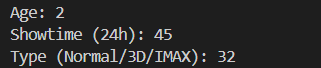 Age: 2
Showtime (24h): 45
Type (Normal/3D/IMAX): 32